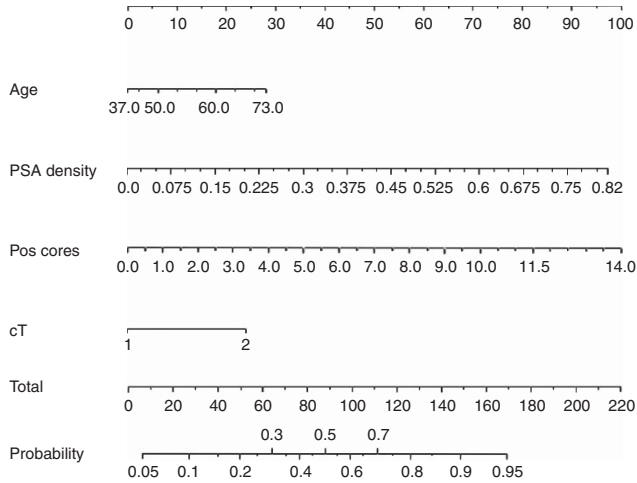 0 10 20 30 40 50 60 70 80 90 100
Age
37.0 50.0 60.0 73.0
PSA density
0.0 0.075 0.15 0.225 0.3 0.375 0.45 0.525 0.6 0.675 0.75 0.82
Pos cores
0.0 1.0 2.0 3.0 4.0 5.0 6.0 7.0 8.0 9.0 10.0 11.5 14.0
cT
1 2
Total
0 20 40 60 80 100 120 140 160 180 200 220
0.3 0.5 0.7
Probability
0.05 0.1 0.2 0.4 0.6 0.8 0.9 0.95